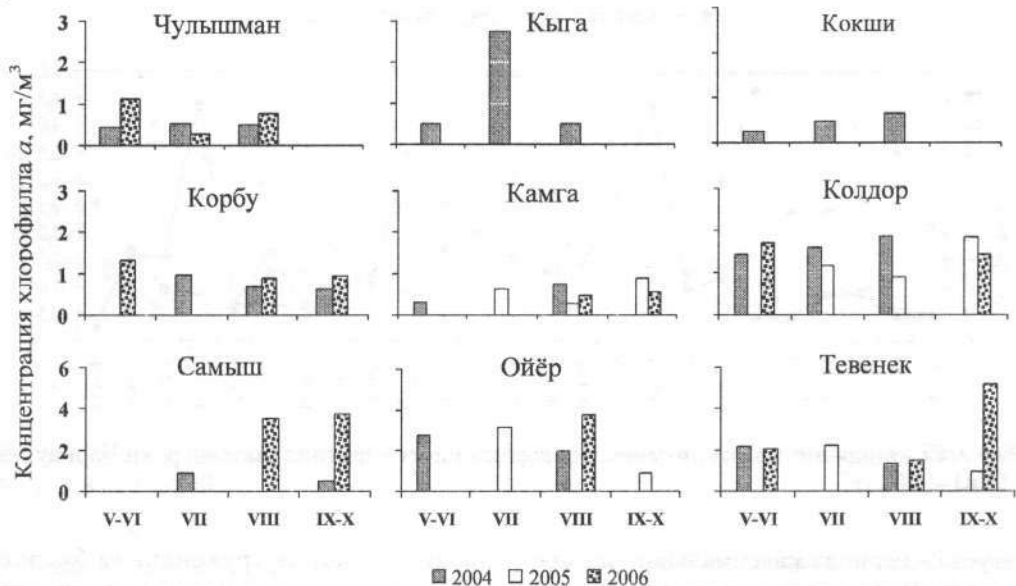 Концентрация хлорофилла а, мг/м³
Чулышман
Кыга
Кокши
3
2
1
0
Корбу
Камга
Колдор
3
2
1
0
Самыш
Ойёр
Тевенек
6
4
2
0
V-VI VII VIII IX-X
V-VI VII VIII IX-X
V-VI VII VIII IX-X
2004 2005 2006